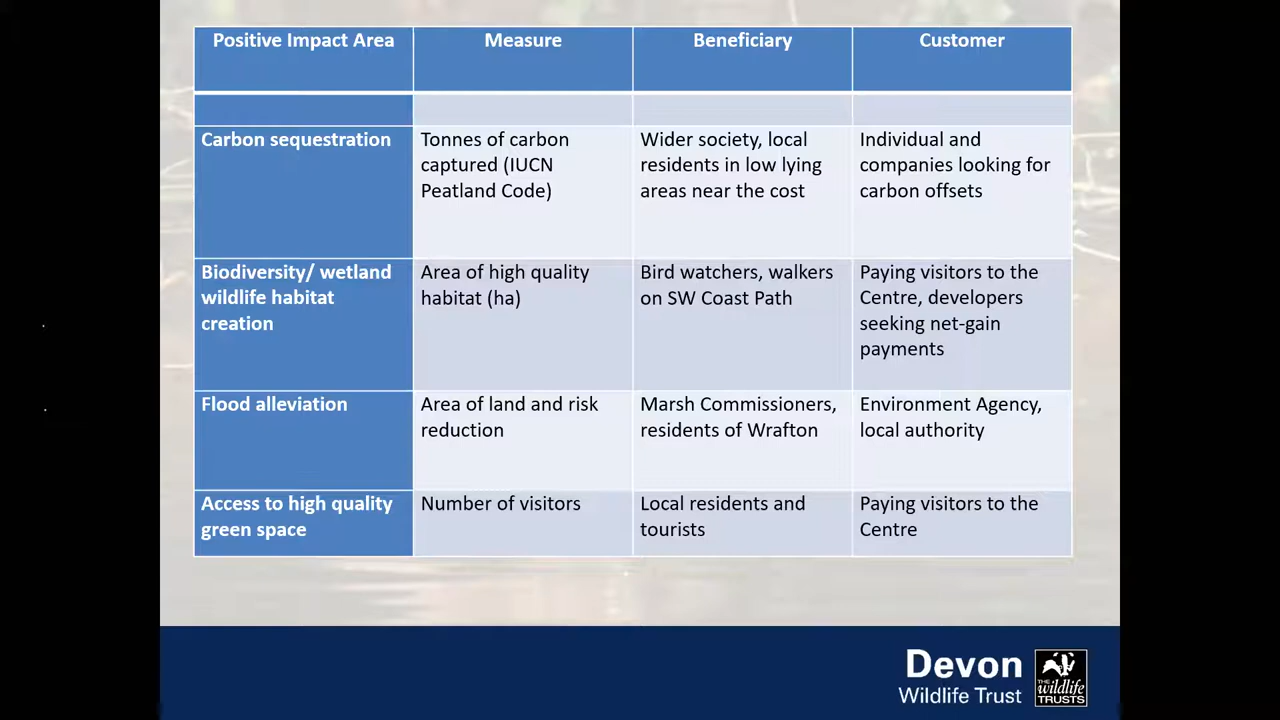 Positive Impact Area
Measure
Beneficiary
Customer
Carbon sequestration
Tonnes of carbon
captured (IUCN
Peatland Code)
Wider society, local
residents in low lying
areas near the cost
Individual and
companies looking for
carbon offsets
Biodiversity/ wetland
wildlife habitat
creation
Area of high quality
habitat (ha)
Bird watchers, walkers
on SW Coast Path
Paying visitors to the
Centre, developers
seeking net-gain
payments
Flood alleviation
Area of land and risk
reduction
Marsh Commissioners,
residents of Wrafton
Environment Agency,
local authority
Access to high quality
green space
Number of visitors
Local residents and
tourists
Paying visitors to the
Centre
Devon
Wildlife Trust
THE
wildlife
TRUSTS